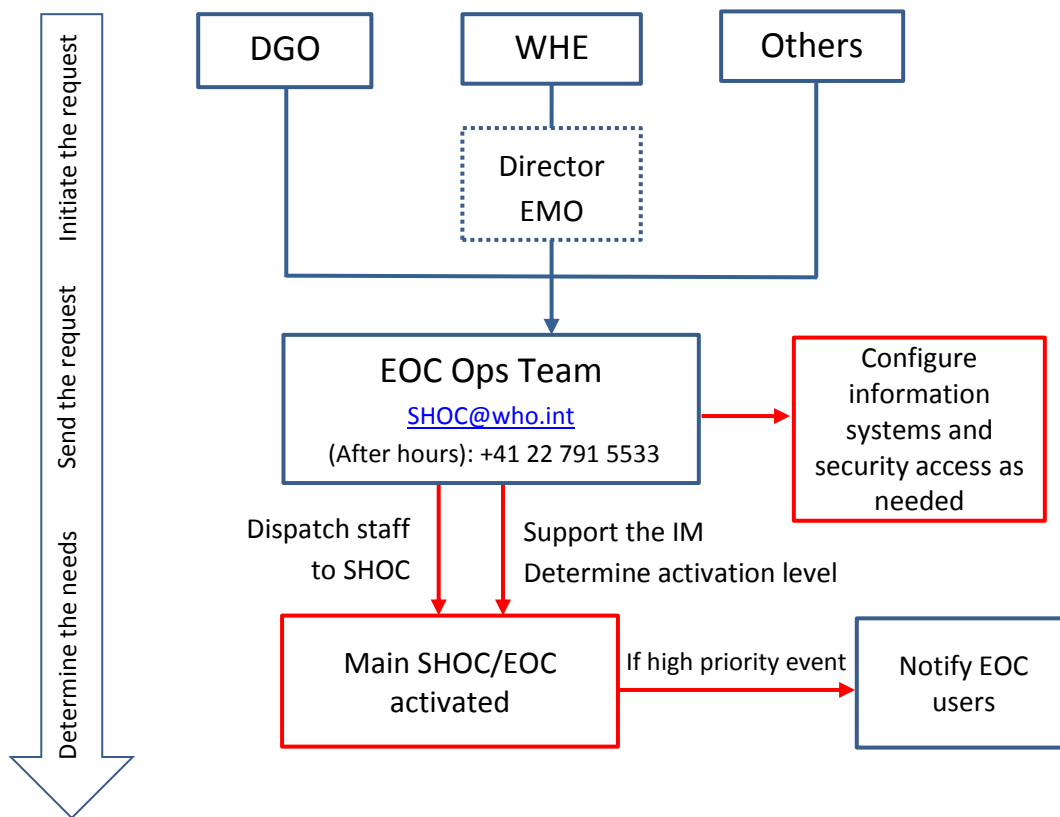 Initiate the request
Send the request
Determine the needs
DGO
WHE
Others
Director
EMO
EOC Ops Team
SHOC@who.int
(After hours): +41 22 791 5533
Configure
information
systems and
security access as
needed
Dispatch staff
to SHOC
Support the IM
Determine activation level
Main SHOC/EOC
activated
If high priority event
Notify EOC
users